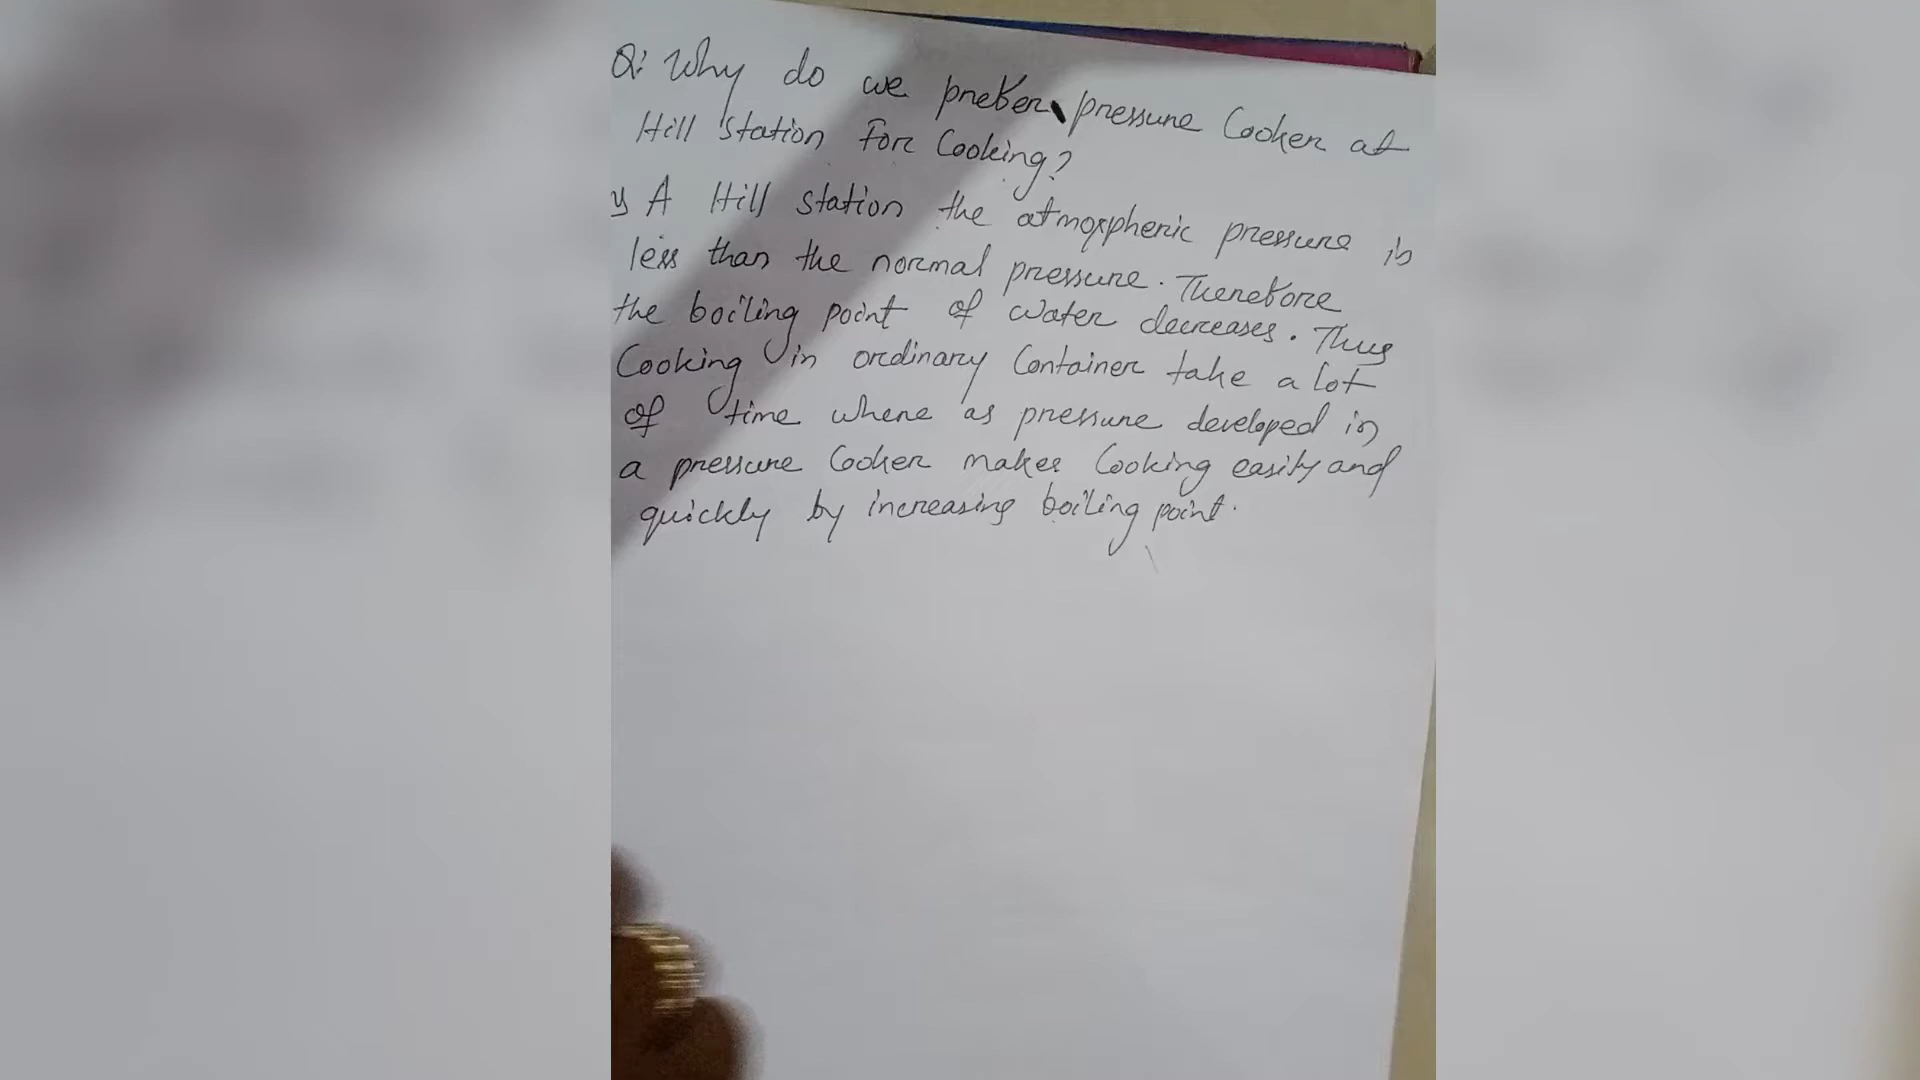 Q: Why do we prefer pressure Cooker at
Hill station For Cooking?
A Hill station the atmospheric pressure is
less than the normal pressure. Therefore
the boiling point of water decreases. Thus
Cooking in ordinary Container take a lot
of time where as pressure developed in
a pressure Cooker makes Cooking easily and
quickly by increasing boiling point.